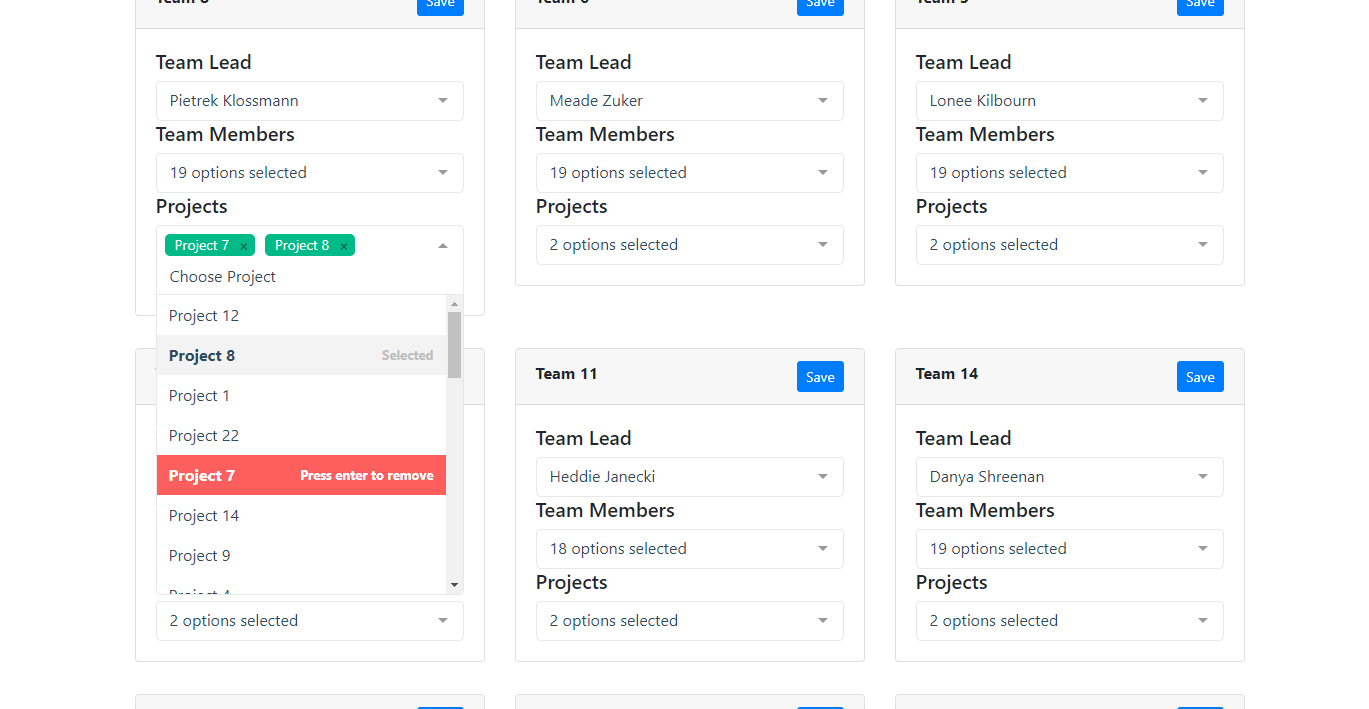 Save
Save
Save
Team Lead
Pietrek Klossmann
Team Members
19 options selected
Projects
Project 7 ×
Project 8 ×
Choose Project
Project 12
Project 8 Selected
Project 1
Project 22
Project 7 Press enter to remove
Project 14
Project 9
Project 4
2 options selected
Team Lead
Meade Zuker
Team Members
19 options selected
Projects
2 options selected
Team Lead
Lonee Kilbourn
Team Members
19 options selected
Projects
2 options selected
Team 11 Save
Team Lead
Heddie Janecki
Team Members
18 options selected
Projects
2 options selected
Team 14 Save
Team Lead
Danya Shreenan
Team Members
19 options selected
Projects
2 options selected